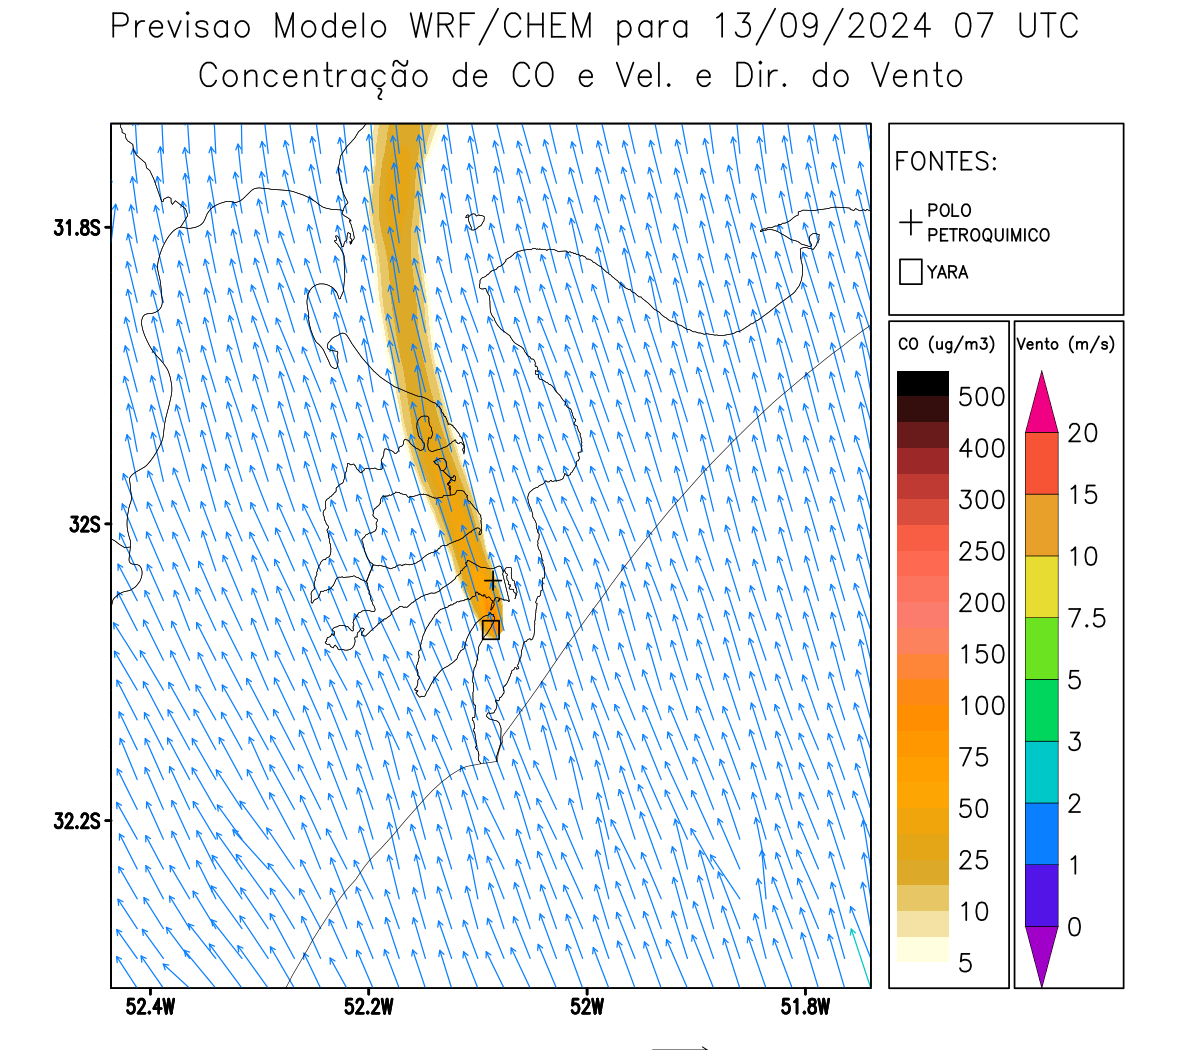 Previsao Modelo WRF/CHEM para 13/09/2024 07 UTC
Concentração de CO e Vel. e Dir. do Vento
FONTES:
POLO
PETROQUIMICO
YARA
31.8S
32S
32.2S
52.4W
52.2W
52W
51.8W
CO (ug/m3)
500
400
300
250
200
150
100
75
50
25
10
5
Vento (m/s)
20
15
10
7.5
5
3
2
1
0